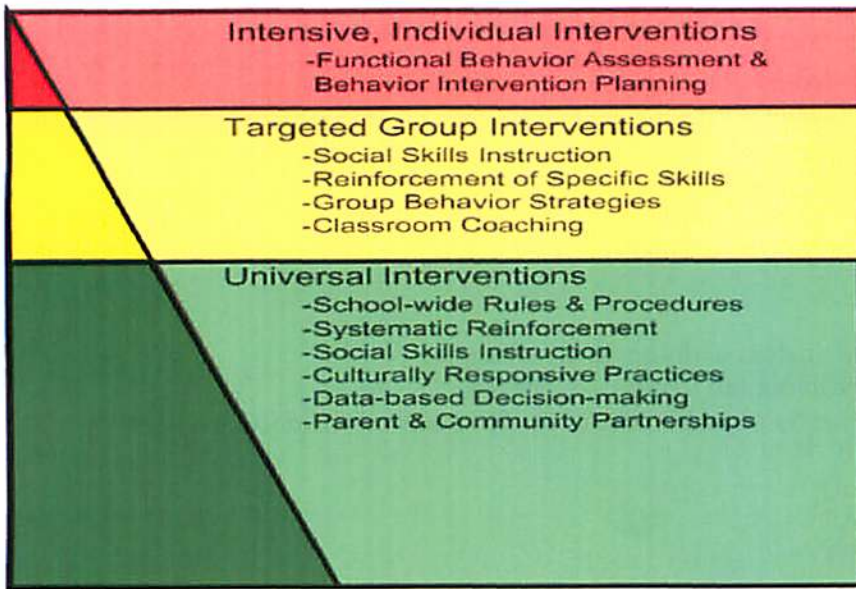 Intensive, Individual Interventions
-Functional Behavior Assessment &
Behavior Intervention Planning
Targeted Group Interventions
-Social Skills Instruction
-Reinforcement of Specific Skills
-Group Behavior Strategies
-Classroom Coaching
Universal Interventions
-School-wide Rules & Procedures
-Systematic Reinforcement
-Social Skills Instruction
-Culturally Responsive Practices
-Data-based Decision-making
-Parent & Community Partnerships